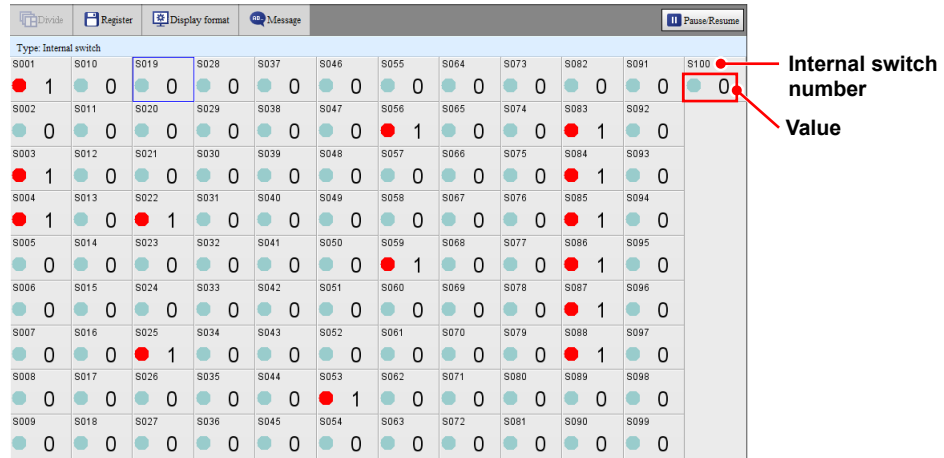 Divide Register Display format Message Pause/Resume
Type: Internal switch
S001 S010 S019 S028 S037 S046 S055 S064 S073 S082 S091 S100
1 0 0 0 0 0 0 0 0 0 0 0
S002 S011 S020 S029 S038 S047 S056 S065 S074 S083 S092
0 0 0 0 0 0 1 0 0 1 0
S003 S012 S021 S030 S039 S048 S057 S066 S075 S084 S093
1 0 0 0 0 0 0 0 0 1 0
S004 S013 S022 S031 S040 S049 S058 S067 S076 S085 S094
1 0 1 0 0 0 0 0 0 1 0
S005 S014 S023 S032 S041 S050 S059 S068 S077 S086 S095
0 0 0 0 0 0 1 0 0 1 0
S006 S015 S024 S033 S042 S051 S060 S069 S078 S087 S096
0 0 0 0 0 0 0 0 0 1 0
S007 S016 S025 S034 S043 S052 S061 S070 S079 S088 S097
0 0 1 0 0 0 0 0 0 1 0
S008 S017 S026 S035 S044 S053 S062 S071 S080 S089 S098
0 0 0 0 0 1 0 0 0 0 0
S009 S018 S027 S036 S045 S054 S063 S072 S081 S090 S099
0 0 0 0 0 0 0 0 0 0 0
Internal switch
number
Value